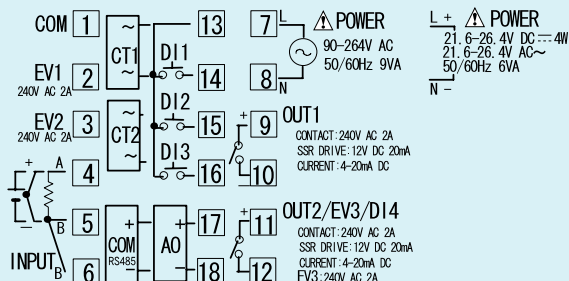 COM 1
EV1 2
240V AC 2A
EV2 3
240V AC 2A
4
5
6
+ A
- B
INPUT B
~ CT1 ~
~ CT2 ~
COM RS485 + -
AO + -
DI1
DI2
DI3
13
14
15
16
17
18
7 L
8 N
~
POWER
90-264V AC
50/60Hz 9VA
L + POWER
21.6-26.4V DC 4W
21.6-26.4V AC~
50/60Hz 6VA
N -
OUT1
+ 9
- 10
CONTACT:240V AC 2A
SSR DRIVE:12V DC 20mA
CURRENT:4-20mA DC
OUT2/EV3/DI4
+ 11
- 12
CONTACT:240V AC 2A
SSR DRIVE:12V DC 20mA
CURRENT:4-20mA DC
EV3:240V AC 2A